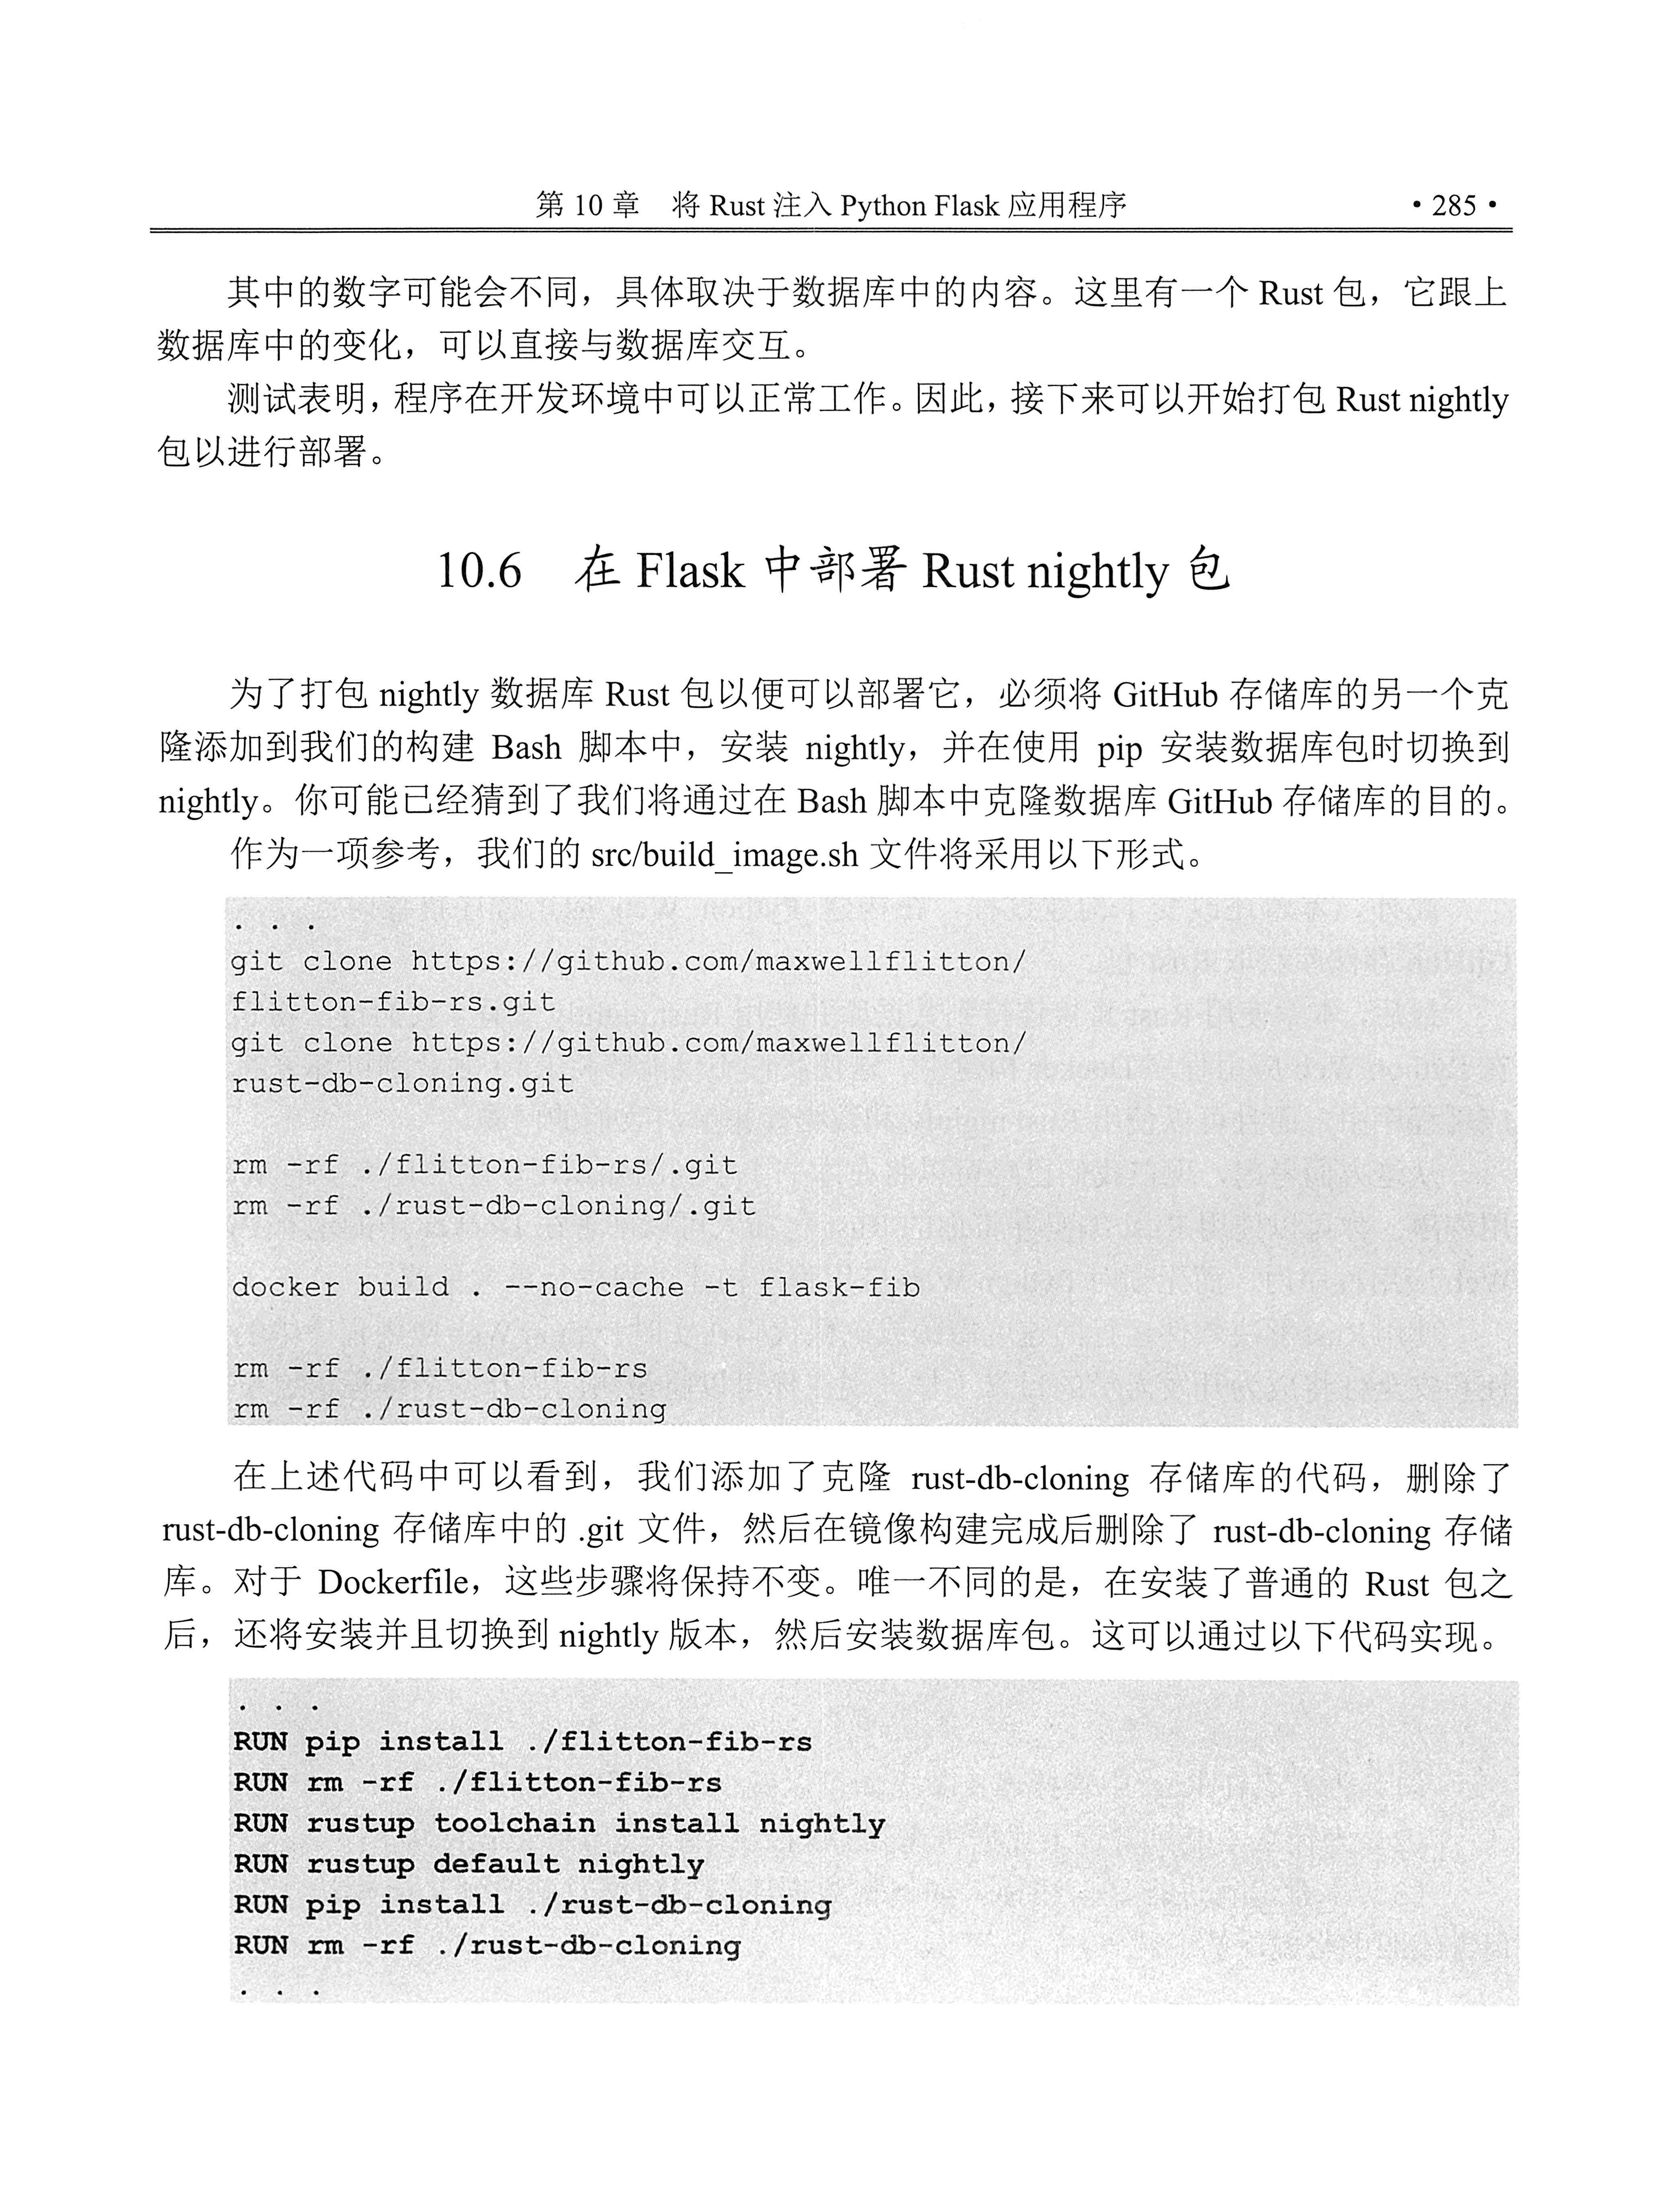 第 10 章　将 Rust 注入 Python Flask 应用程序 • 285 •
其中的数字可能会不同，具体取决于数据库中的内容。这里有一个 Rust 包，它跟上
数据库中的变化，可以直接与数据库交互。
测试表明，程序在开发环境中可以正常工作。因此，接下来可以开始打包 Rust nightly
包以进行部署。
10.6　在 Flask 中部署 Rust nightly 包
为了打包 nightly 数据库 Rust 包以便可以部署它，必须将 GitHub 存储库的另一个克
隆添加到我们的构建 Bash 脚本中，安装 nightly，并在使用 pip 安装数据库包时切换到
nightly。你可能已经猜到了我们将通过在 Bash 脚本中克隆数据库 GitHub 存储库的目的。
作为一项参考，我们的 src/build_image.sh 文件将采用以下形式。
. . .
git clone https://github.com/maxwellflitton/
flitton-fib-rs.git
git clone https://github.com/maxwellflitton/
rust-db-cloning.git
rm -rf ./flitton-fib-rs/.git
rm -rf ./rust-db-cloning/.git
docker build . --no-cache -t flask-fib
rm -rf ./flitton-fib-rs
rm -rf ./rust-db-cloning
在上述代码中可以看到，我们添加了克隆 rust-db-cloning 存储库的代码，删除了
rust-db-cloning 存储库中的 .git 文件，然后在镜像构建完成后删除了 rust-db-cloning 存储
库。对于 Dockerfile，这些步骤将保持不变。唯一不同的是，在安装了普通的 Rust 包之
后，还将安装并且切换到 nightly 版本，然后安装数据库包。这可以通过以下代码实现。
. . .
RUN pip install ./flitton-fib-rs
RUN rm -rf ./flitton-fib-rs
RUN rustup toolchain install nightly
RUN rustup default nightly
RUN pip install ./rust-db-cloning
RUN rm -rf ./rust-db-cloning
. . .